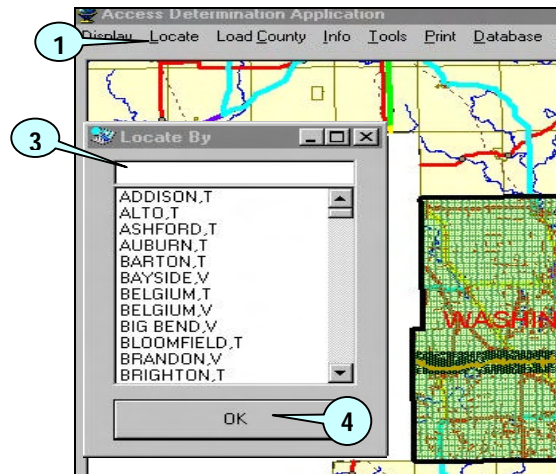 Access Determination Application
Display Locate Load County Info Tools Print Database
1
3
Locate By
ADDISON,T
ALTO,T
ASHFORD,T
AUBURN,T
BARTON,T
BAYSIDE,V
BELGIUM,T
BELGIUM,V
BIG BEND,V
BLOOMFIELD,T
BRANDON,V
BRIGHTON,T
WASHIN
OK
4